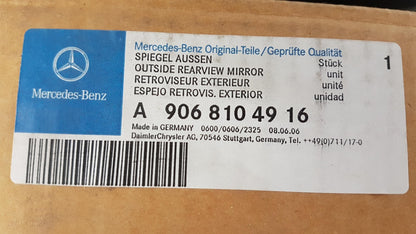 Mercedes-Benz Original-Teile/Geprüfte Qualität
SPIEGEL AUSSEN Stück 1
OUTSIDE REARVIEW MIRROR unit
RETROVISEUR EXTERIEUR unité
ESPEJO RETROVIS. EXTERIOR unidad
Mercedes-Benz
A 906 810 49 16
Made in GERMANY 0600/0606/2325 08.06.06
DaimlerChrysler AG, 70546 Stuttgart, Germany, Tel. ++49(0)711/17-0